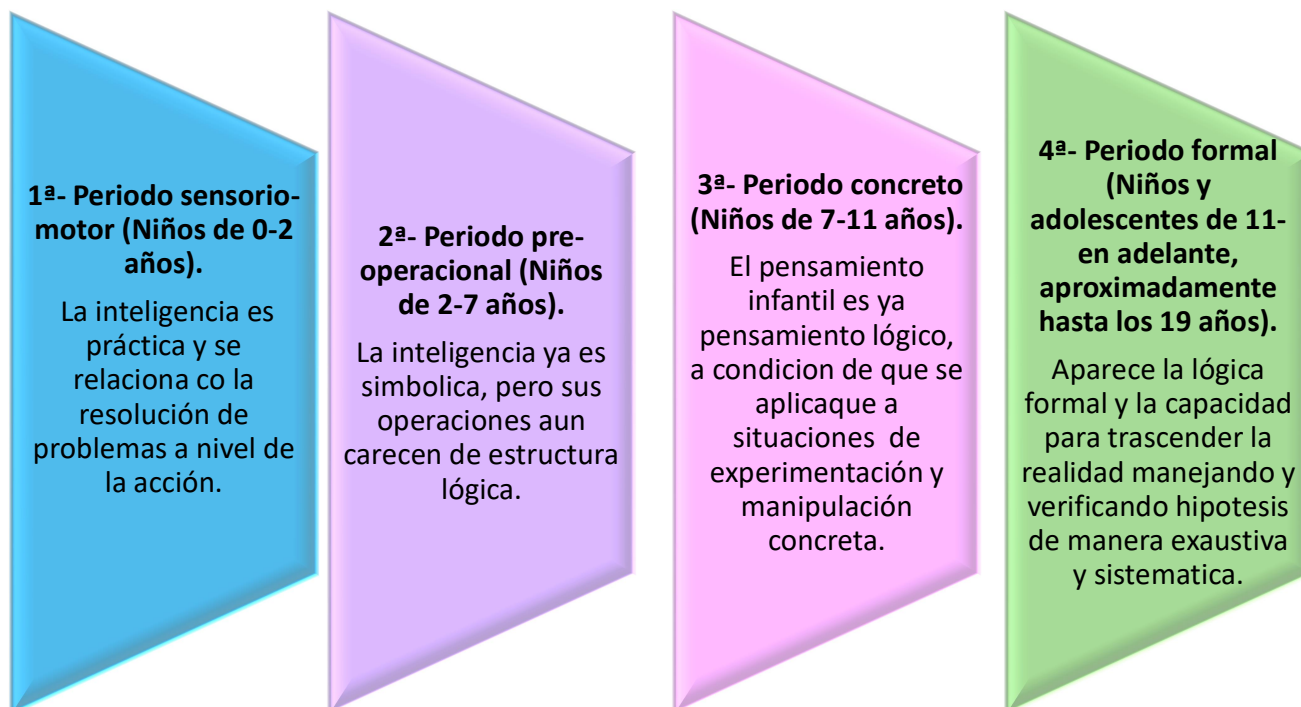 1ª- Periodo sensorio-
motor (Niños de 0-2
años).
La inteligencia es
práctica y se
relaciona co la
resolución de
problemas a nivel de
la acción.
2ª- Periodo pre-
operacional (Niños
de 2-7 años).
La inteligencia ya es
simbolica, pero sus
operaciones aun
carecen de estructura
lógica.
3ª- Periodo concreto
(Niños de 7-11 años).
El pensamiento
infantil es ya
pensamiento lógico,
a condicion de que se
aplicaque a
situaciones de
experimentación y
manipulación
concreta.
4ª- Periodo formal
(Niños y
adolescentes de 11-
en adelante,
aproximadamente
hasta los 19 años).
Aparece la lógica
formal y la capacidad
para trascender la
realidad manejando y
verificando hipotesis
de manera exaustiva
y sistematica.